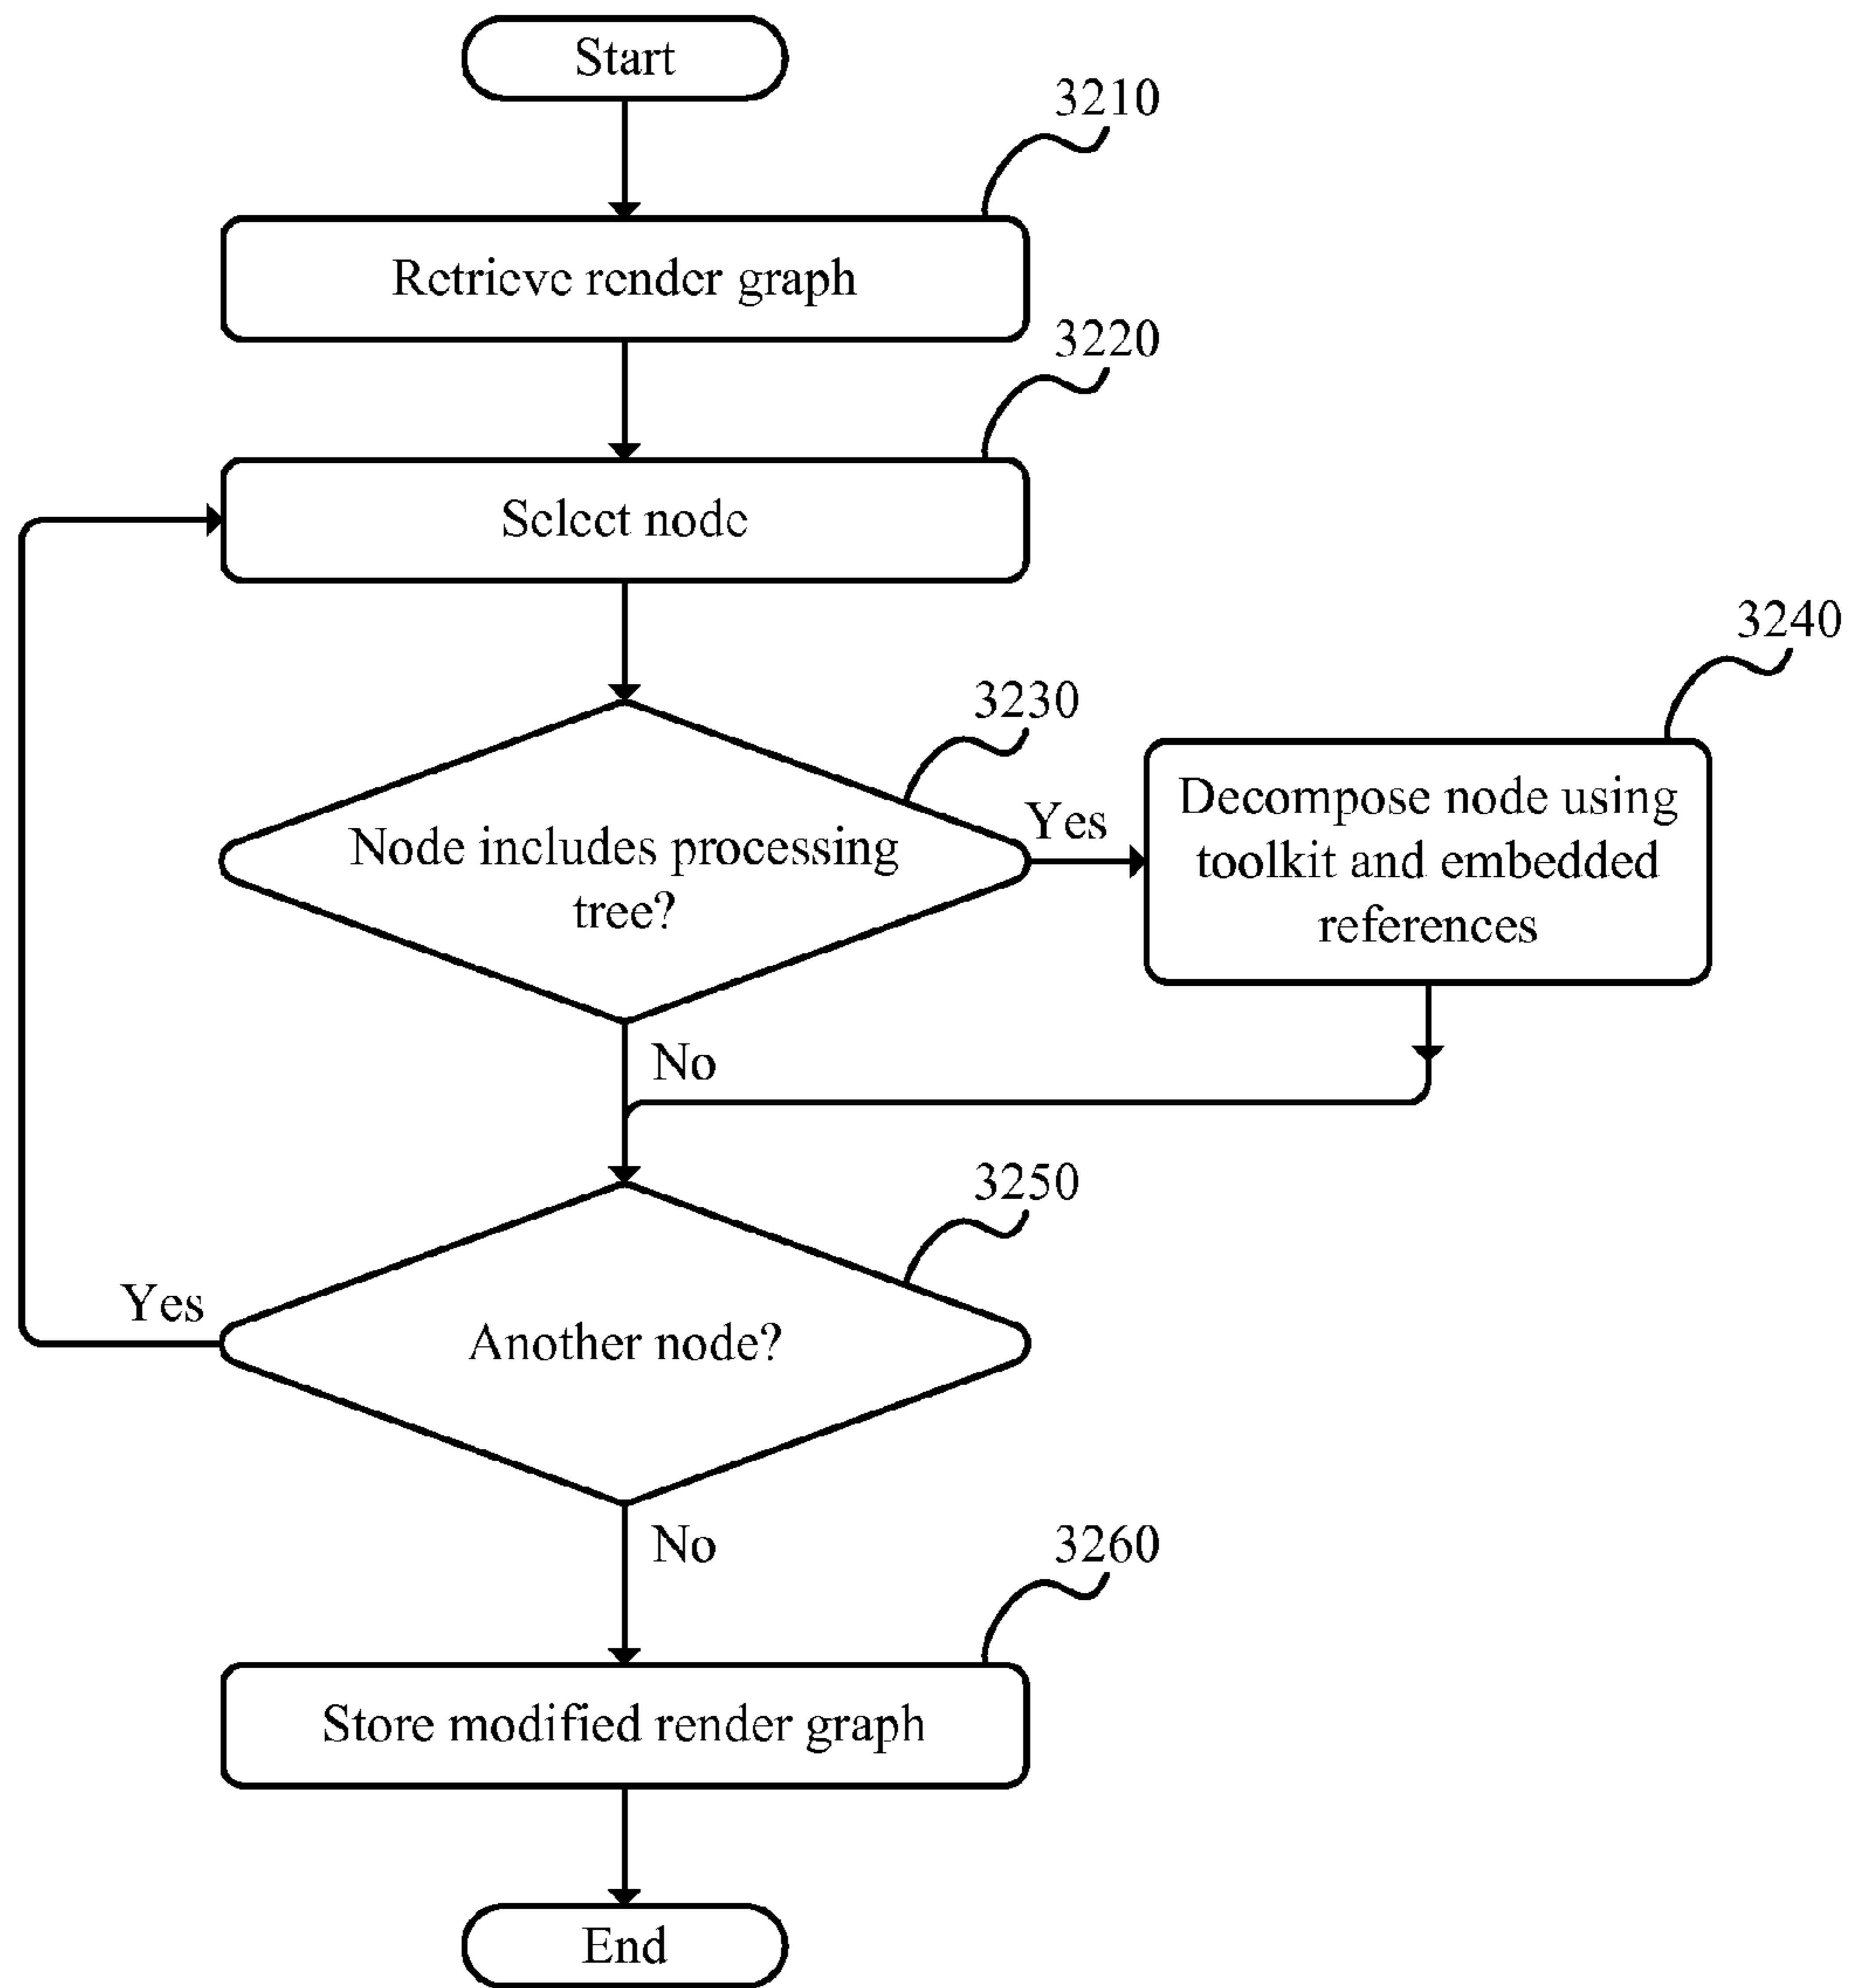 Start
3210
Retrieve render graph
3220
Select node
3230
Node includes processing
tree?
Yes
3240
Decompose node using
toolkit and embedded
references
No
3250
Another node?
Yes
No
3260
Store modified render graph
End